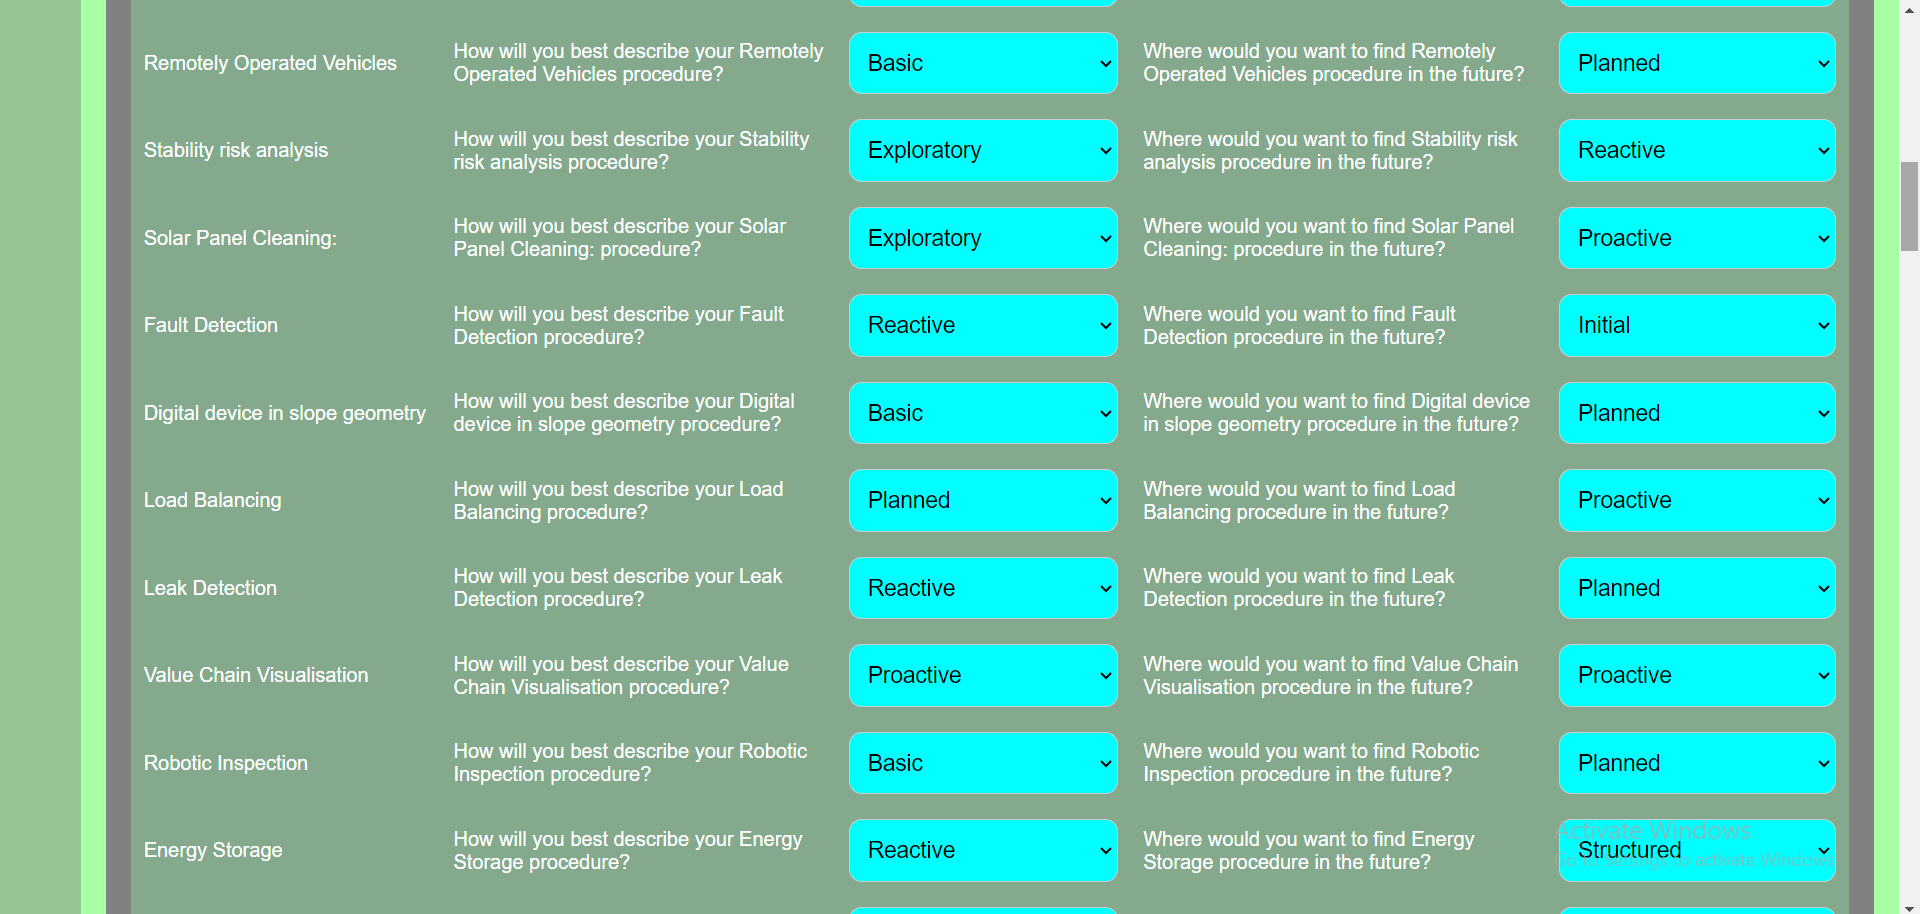 Remotely Operated Vehicles
How will you best describe your Remotely
Operated Vehicles procedure?
Basic
Where would you want to find Remotely
Operated Vehicles procedure in the future?
Planned
Stability risk analysis
How will you best describe your Stability
risk analysis procedure?
Exploratory
Where would you want to find Stability risk
analysis procedure in the future?
Reactive
Solar Panel Cleaning:
How will you best describe your Solar
Panel Cleaning: procedure?
Exploratory
Where would you want to find Solar Panel
Cleaning: procedure in the future?
Proactive
Fault Detection
How will you best describe your Fault
Detection procedure?
Reactive
Where would you want to find Fault
Detection procedure in the future?
Initial
Digital device in slope geometry
How will you best describe your Digital
device in slope geometry procedure?
Basic
Where would you want to find Digital device
in slope geometry procedure in the future?
Planned
Load Balancing
How will you best describe your Load
Balancing procedure?
Planned
Where would you want to find Load
Balancing procedure in the future?
Proactive
Leak Detection
How will you best describe your Leak
Detection procedure?
Reactive
Where would you want to find Leak
Detection procedure in the future?
Planned
Value Chain Visualisation
How will you best describe your Value
Chain Visualisation procedure?
Proactive
Where would you want to find Value Chain
Visualisation procedure in the future?
Proactive
Robotic Inspection
How will you best describe your Robotic
Inspection procedure?
Basic
Where would you want to find Robotic
Inspection procedure in the future?
Planned
Energy Storage
How will you best describe your Energy
Storage procedure?
Reactive
Where would you want to find Energy
Storage procedure in the future?
Structured
Activate Windows
Go to Settings to activate Windows.